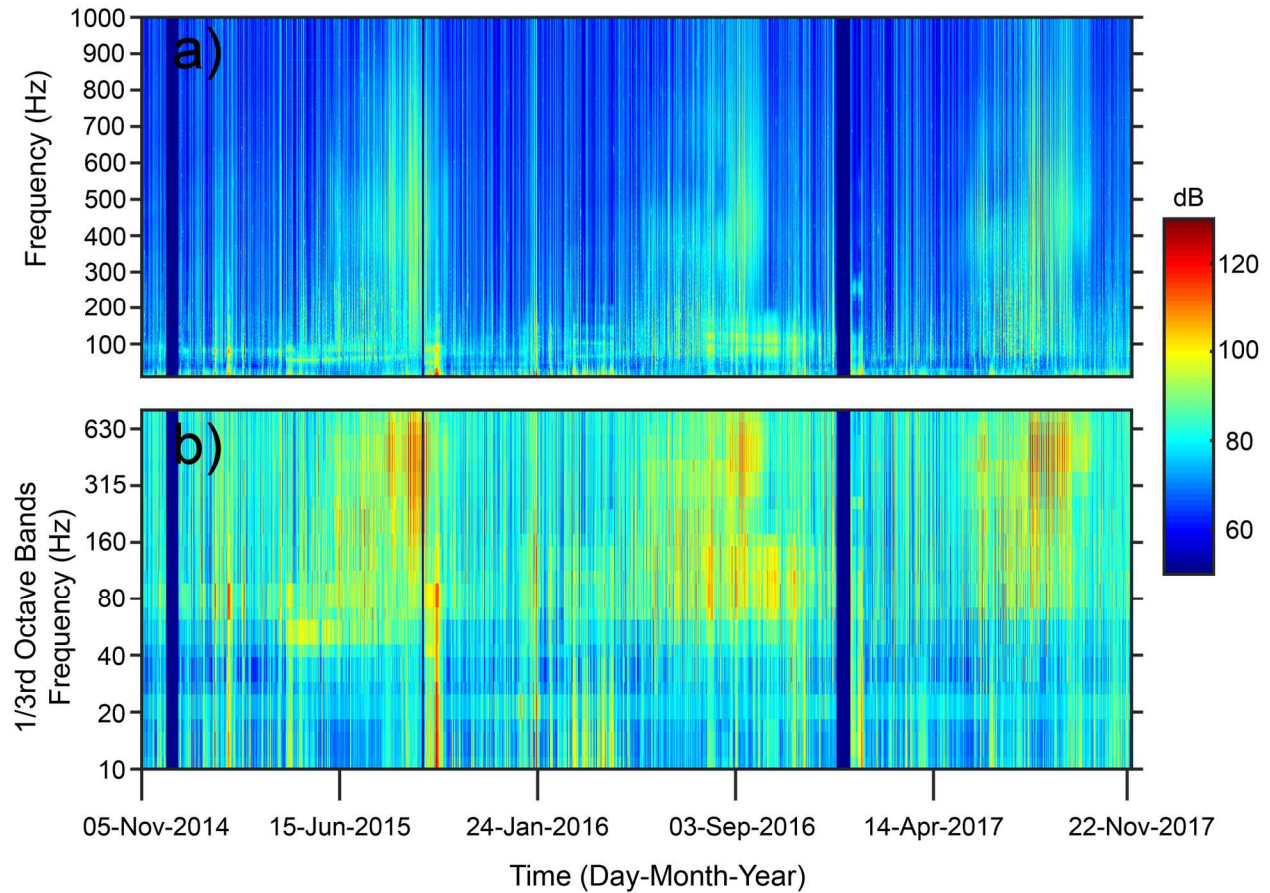 a)
Frequency (Hz)
1000
900
800
700
600
500
400
300
200
100
dB
120
100
80
60
b)
1/3rd Octave Bands
Frequency (Hz)
630
315
160
80
40
20
10
05-Nov-2014
15-Jun-2015
24-Jan-2016
03-Sep-2016
14-Apr-2017
22-Nov-2017
Time (Day-Month-Year)